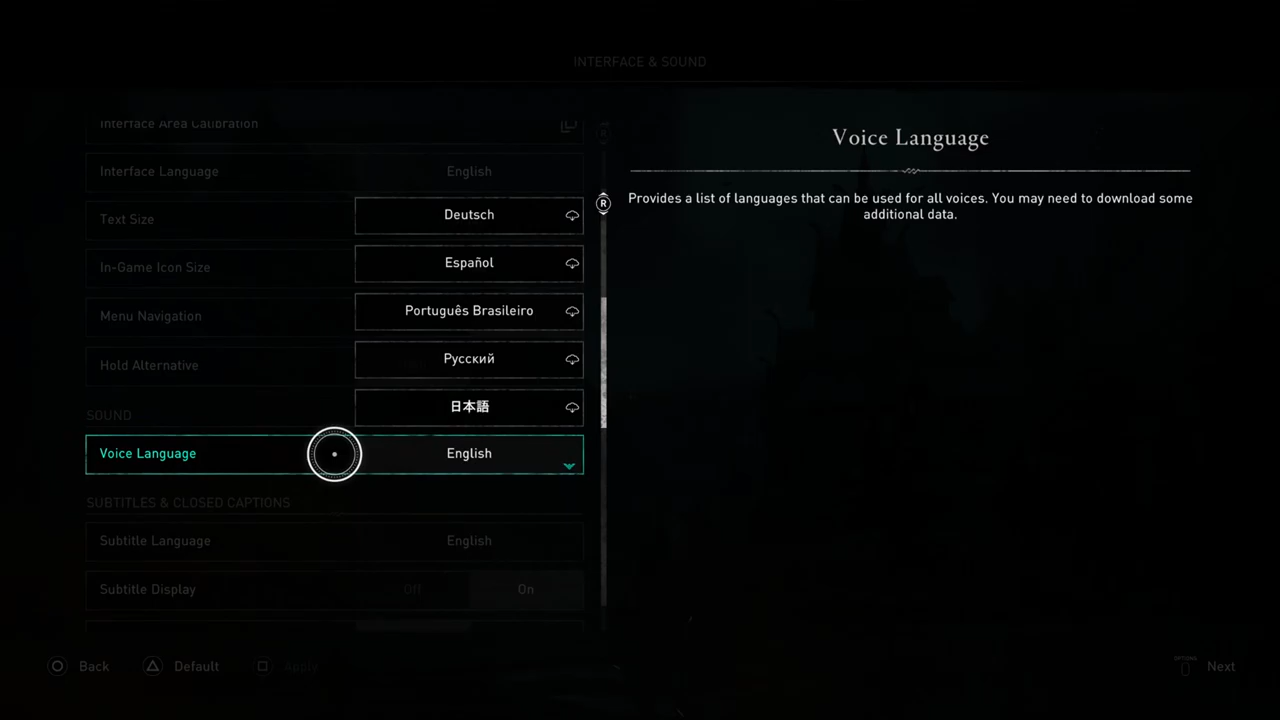 INTERFACE & SOUND
Interface Area Calibration
Interface Language English
Text Size
In-Game Icon Size
Menu Navigation
Hold Alternative
Deutsch
Español
Português Brasileiro
Русский
日本語
SOUND
Voice Language English
SUBTITLES & CLOSED CAPTIONS
Subtitle Language English
Subtitle Display Off On
R
Voice Language
Provides a list of languages that can be used for all voices. You may need to download some
additional data.
Back Default Apply
OPTIONS
Next